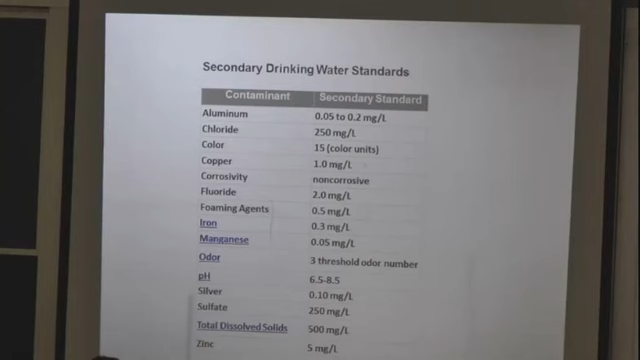 Secondary Drinking Water Standards
Contaminant Secondary Standard
Aluminum 0.05 to 0.2 mg/L
Chloride 250 mg/L
Color 15 (color units)
Copper 1.0 mg/L
Corrosivity noncorrosive
Fluoride 2.0 mg/L
Foaming Agents 0.5 mg/L
Iron 0.3 mg/L
Manganese 0.05 mg/L
Odor 3 threshold odor number
pH 6.5-8.5
Silver 0.10 mg/L
Sulfate 250 mg/L
Total Dissolved Solids 500 mg/L
Zinc 5 mg/L